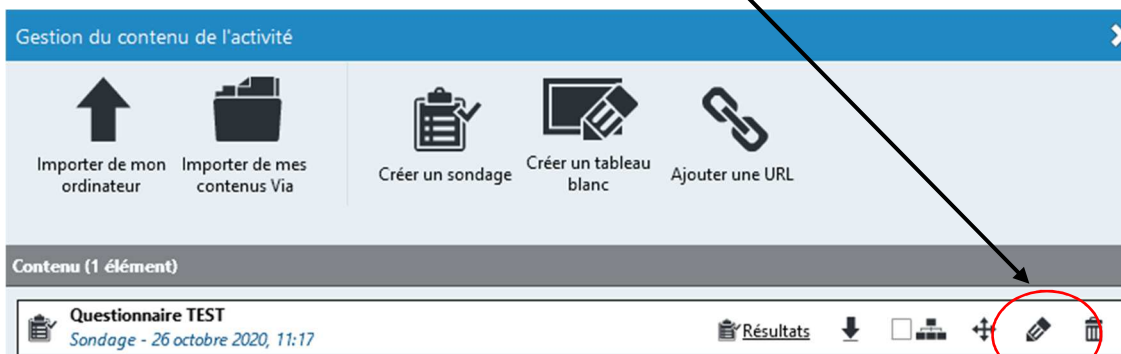 Gestion du contenu de l'activité
Importer de mon
ordinateur
Importer de mes
contenus Via
Créer un sondage
Créer un tableau
blanc
Ajouter une URL
Contenu (1 élément)
Questionnaire TEST
Résultats
Sondage - 26 octobre 2020, 11:17